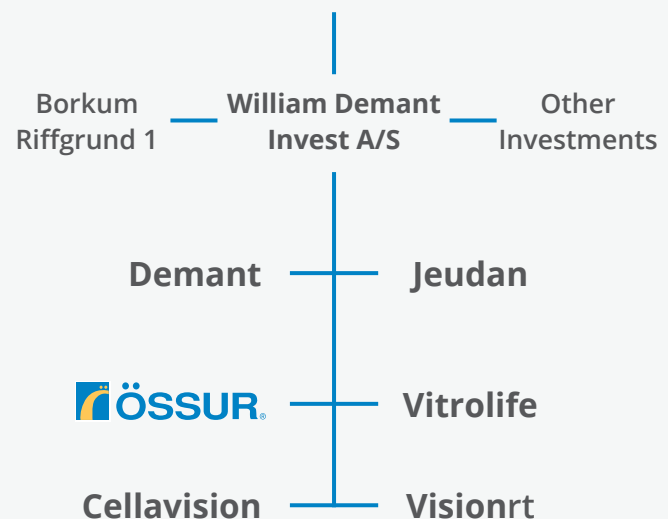 Borkum
Riffgrund 1
William Demant
Invest A/S
Other
Investments
Demant
Jeudan
ÖSSUR®
Vitrolife
Cellavision
Visionrt